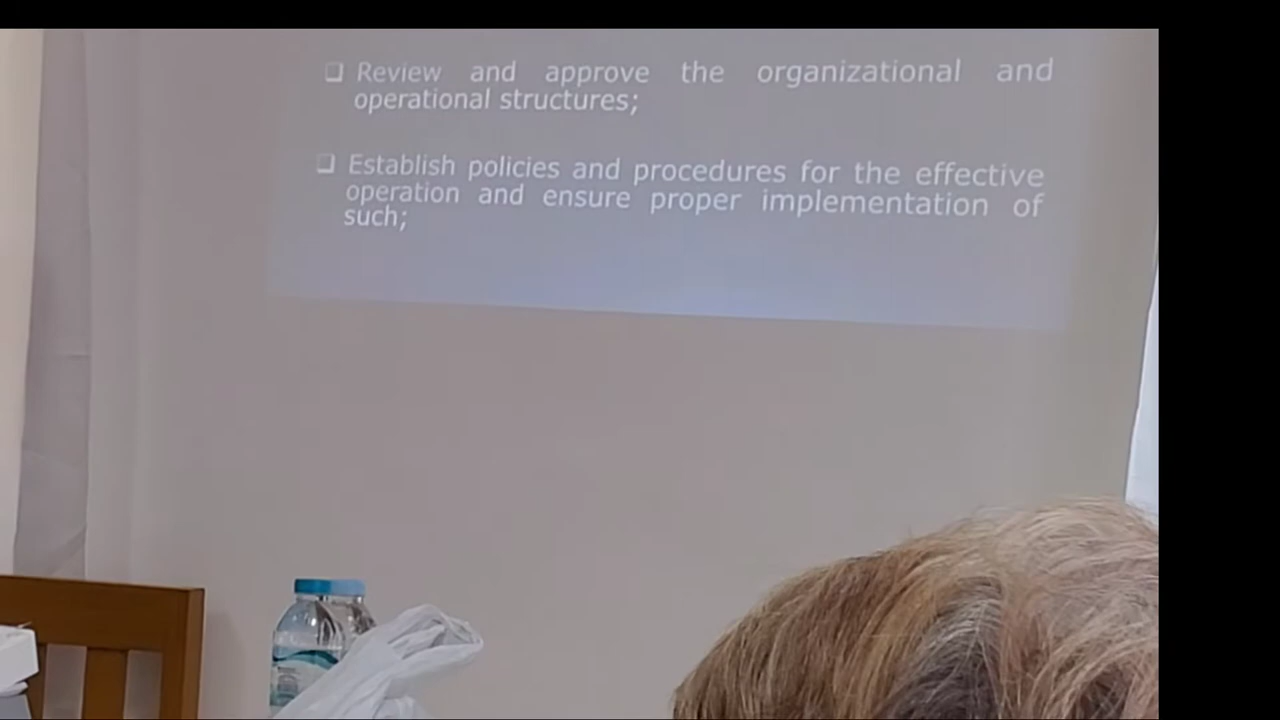 ❑ Review and approve the organizational and
operational structures;
❑ Establish policies and procedures for the effective
operation and ensure proper implementation of
such;